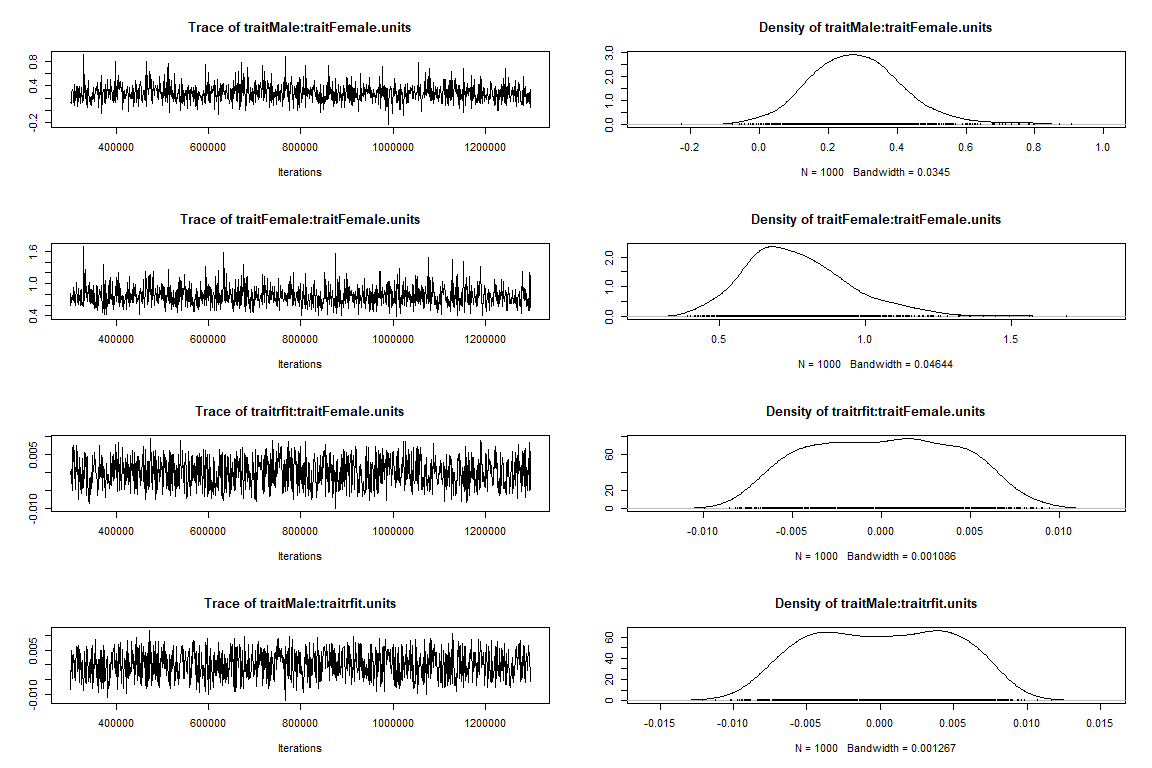 Trace of traitMale:traitFemale.units
-0.2 0.4 0.8
400000 600000 800000 1000000 1200000
Iterations
Density of traitMale:traitFemale.units
0.0 1.0 2.0 3.0
-0.2 0.0 0.2 0.4 0.6 0.8 1.0
N = 1000 Bandwidth = 0.0345
Trace of traitFemale:traitFemale.units
0.4 1.0 1.6
400000 600000 800000 1000000 1200000
Iterations
Density of traitFemale:traitFemale.units
0.0 1.0 2.0
0.5 1.0 1.5
N = 1000 Bandwidth = 0.04644
Trace of traitrfit:traitFemale.units
-0.010 0.005
400000 600000 800000 1000000 1200000
Iterations
Density of traitrfit:traitFemale.units
0 20 60
-0.010 -0.005 0.000 0.005 0.010
N = 1000 Bandwidth = 0.001086
Trace of traitMale:traitrfit.units
-0.010 0.005
400000 600000 800000 1000000 1200000
Iterations
Density of traitMale:traitrfit.units
0 20 40 60
-0.015 -0.010 -0.005 0.000 0.005 0.010 0.015
N = 1000 Bandwidth = 0.001267